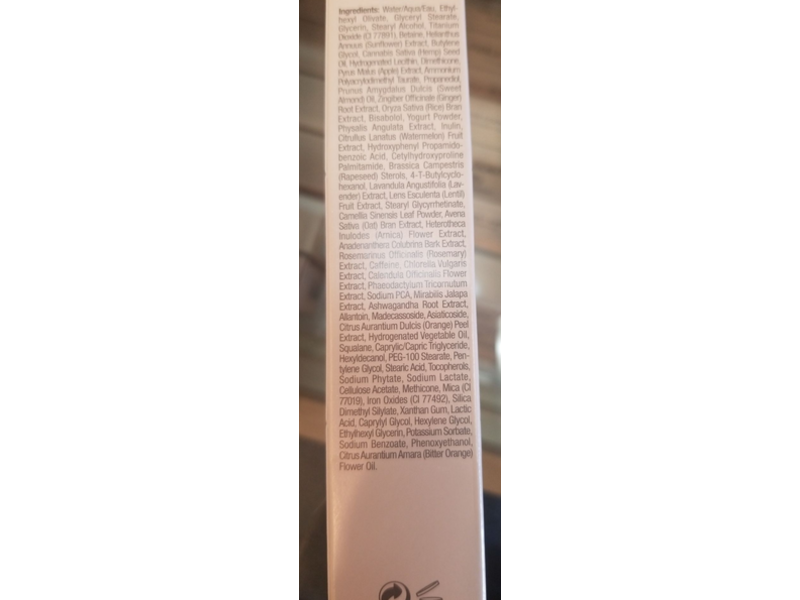 Ingredients: Water/Aqua/Eau, Ethyl-
hexyl Olivate, Glyceryl Stearate,
Glycerin, Stearyl Alcohol, Titanium
Dioxide (CI 77891), Betaine, Helianthus
Annuus (Sunflower) Extract, Butylene
Glycol, Cannabis Sativa (Hemp) Seed
Oil, Hydrogenated Lecithin, Dimethicone,
Pyrus Malus (Apple) Extract, Ammonium
Polyacryloyldimethyl Taurate, Propanediol,
Prunus Amygdalus Dulcis (Sweet
Almond) Oil, Zingiber Officinale (Ginger)
Root Extract, Oryza Sativa (Rice) Bran
Extract, Bisabolol, Yogurt Powder,
Physalis Angulata Extract, Inulin,
Citrullus Lanatus (Watermelon) Fruit
Extract, Hydroxyphenyl Propamido-
benzoic Acid, Cetylhydroxyproline
Palmitamide, Brassica Campestris
(Rapeseed) Sterols, 4-T-Butylcyclo-
hexanol, Lavandula Angustifolia (Lav-
ender) Extract, Lens Esculenta (Lentil)
Fruit Extract, Stearyl Glycyrrhetinate,
Camellia Sinensis Leaf Powder, Avena
Sativa (Oat) Bran Extract, Heterotheca
Inulodes (Arnica) Flower Extract,
Anadenanthera Colubrina Bark Extract,
Rosemarinus Officinalis (Rosemary)
Extract, Caffeine, Chlorella Vulgaris
Extract, Calendula Officinalis Flower
Extract, Phaeodactylum Tricornutum
Extract, Sodium PCA, Mirabilis Jalapa
Extract, Ashwagandha Root Extract,
Allantoin, Madecassoside, Asiaticoside,
Citrus Aurantium Dulcis (Orange) Peel
Extract, Hydrogenated Vegetable Oil,
Squalane, Caprylic/Capric Triglyceride,
Hexyldecanol, PEG-100 Stearate, Pen-
tylene Glycol, Stearic Acid, Tocopherols,
Sodium Phytate, Sodium Lactate,
Cellulose Acetate, Methicone, Mica (CI
77019), Iron Oxides (CI 77492), Silica
Dimethyl Silylate, Xanthan Gum, Lactic
Acid, Caprylyl Glycol, Hexylene Glycol,
Ethylhexyl Glycerin, Potassium Sorbate,
Sodium Benzoate, Phenoxyethanol,
Citrus Aurantium Amara (Bitter Orange)
Flower Oil.